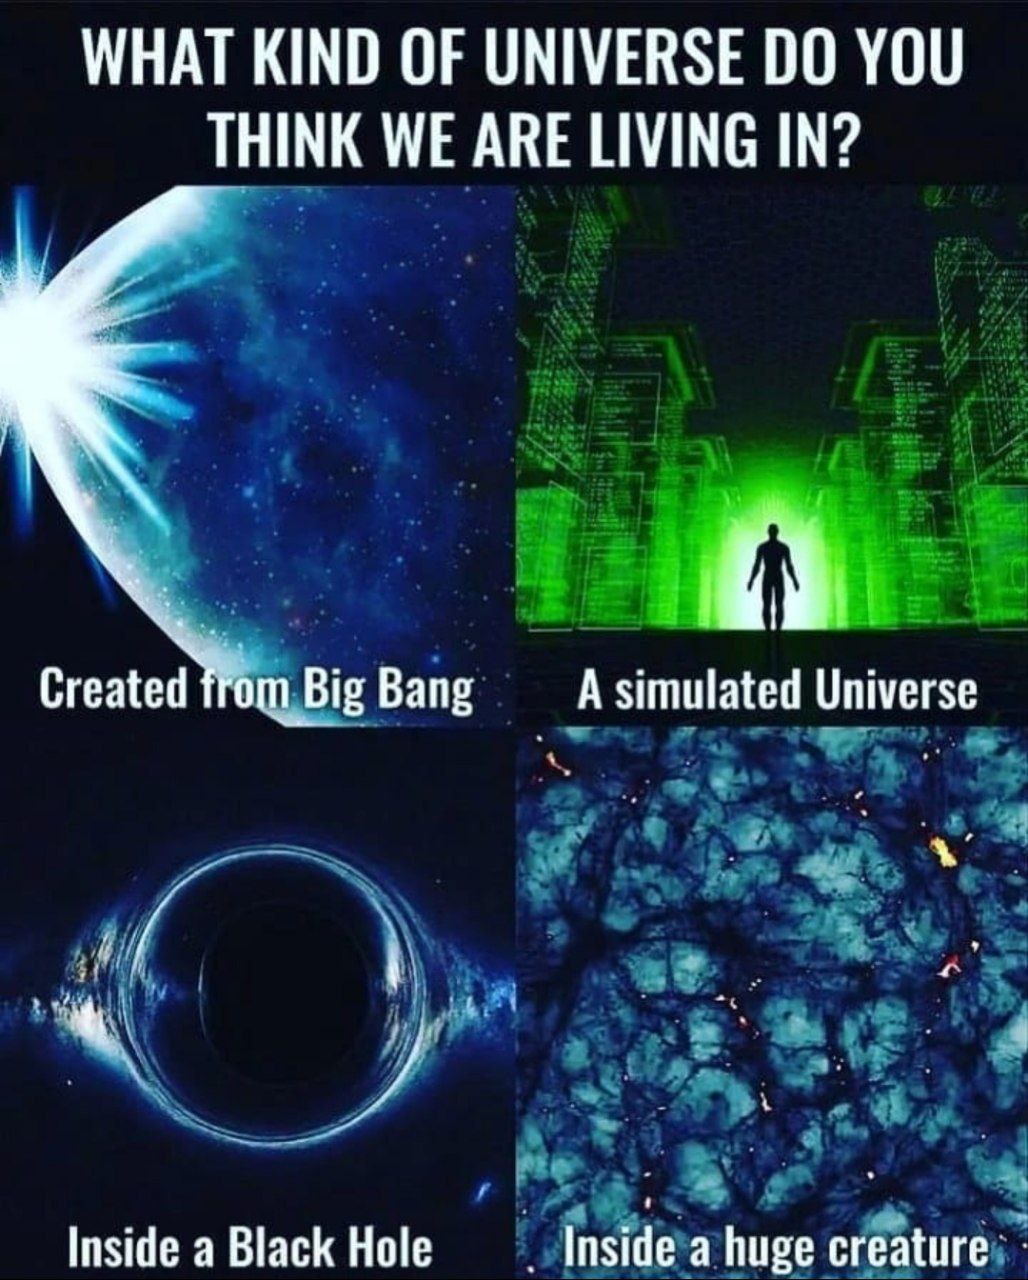 WHAT KIND OF UNIVERSE DO YOU
THINK WE ARE LIVING IN?
Created from Big Bang
A simulated Universe
Inside a Black Hole
Inside a huge creature